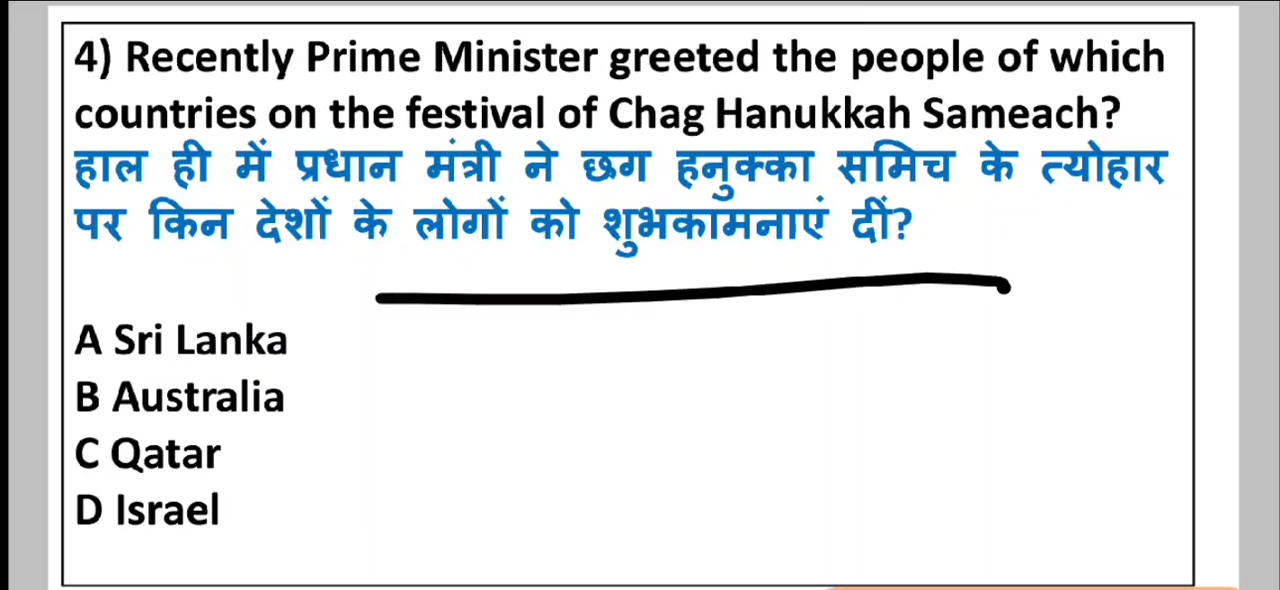 4) Recently Prime Minister greeted the people of which
countries on the festival of Chag Hanukkah Sameach?
हाल ही में प्रधान मंत्री ने छग हनुक्का समिच के त्योहार
पर किन देशों के लोगों को शुभकामनाएं दीं?
A Sri Lanka
B Australia
C Qatar
D Israel